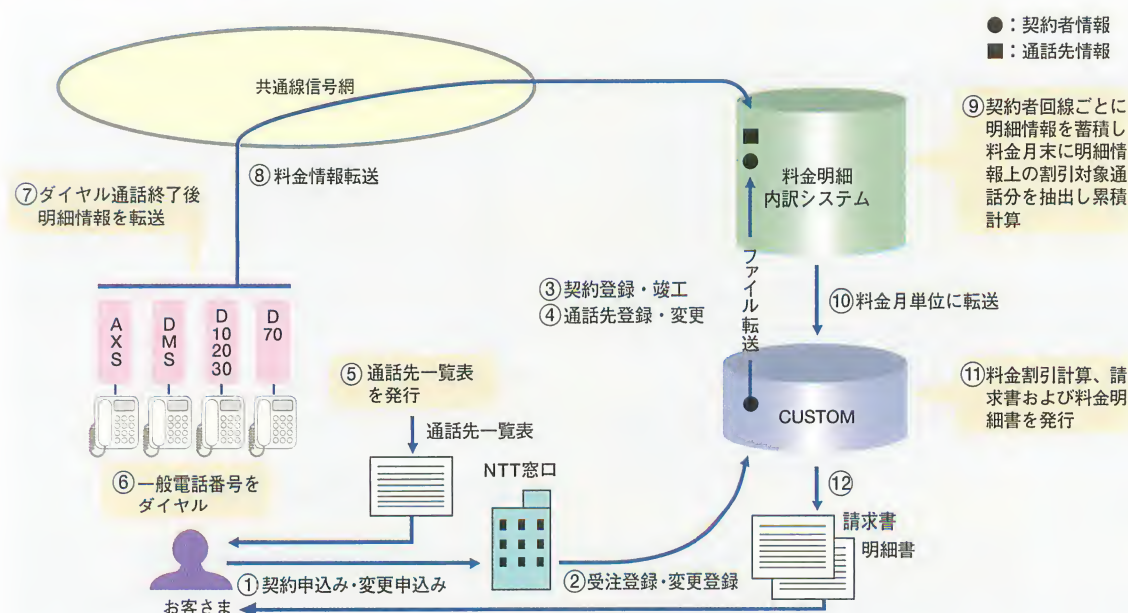 ●：契約者情報
■：通話先情報
共通線信号網
⑧料金情報転送
⑦ダイヤル通話終了後
明細情報を転送
AXS
DMS
D102030
D70
⑥一般電話番号を
ダイヤル
お客さま
⑤通話先一覧表
を発行
通話先一覧表
①契約申込み・変更申込み
NTT窓口
②受注登録・変更登録
③契約登録・竣工
④通話先登録・変更
ファイル転送
料金明細
内訳システム
⑨契約者回線ごとに
明細情報を蓄積し
料金月末に明細情
報上の割引対象通
話分を抽出し累積
計算
⑩料金月単位に転送
CUSTOM
⑪料金割引計算、請
求書および料金明
細書を発行
⑫
請求書
明細書